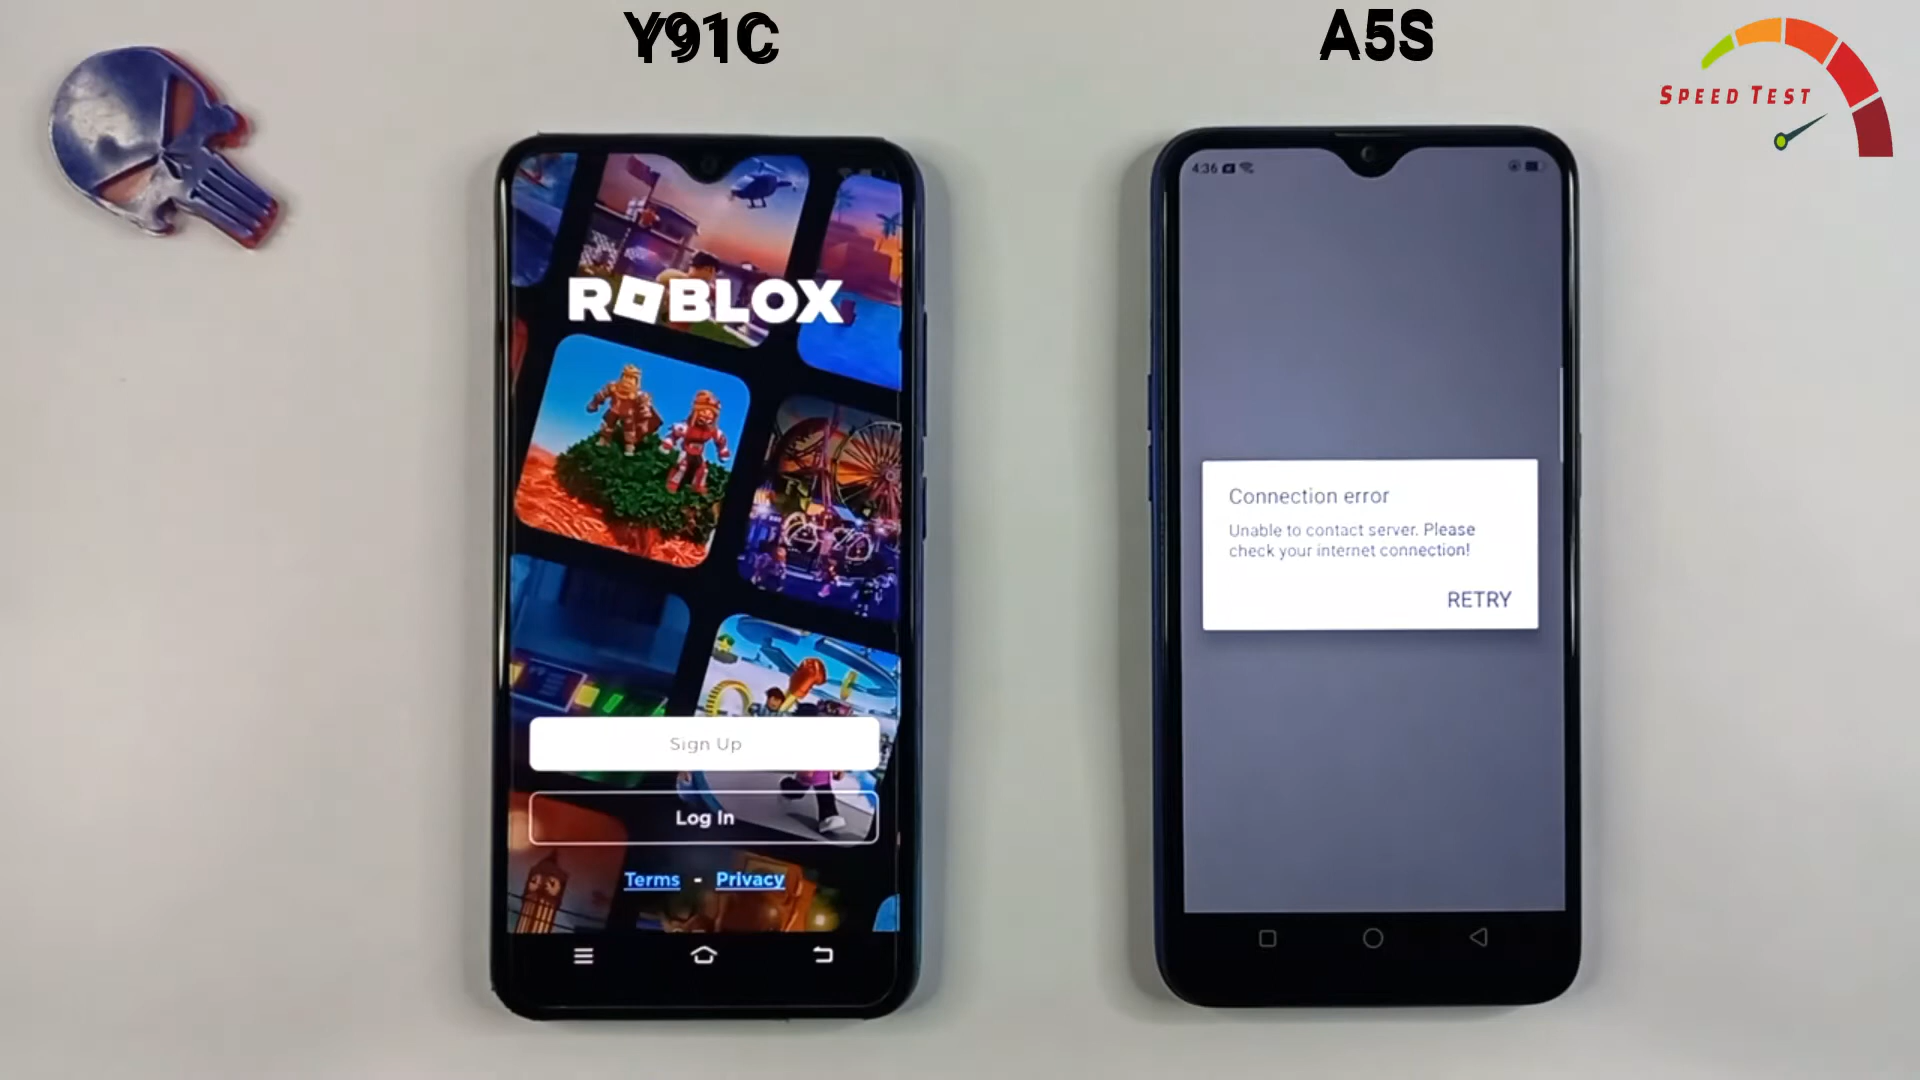 Y91C
A5S
SPEED TEST
4:36
ROBLOX
Connection error
Unable to contact server. Please
check your internet connection!
RETRY
Sign Up
Log In
Terms - Privacy